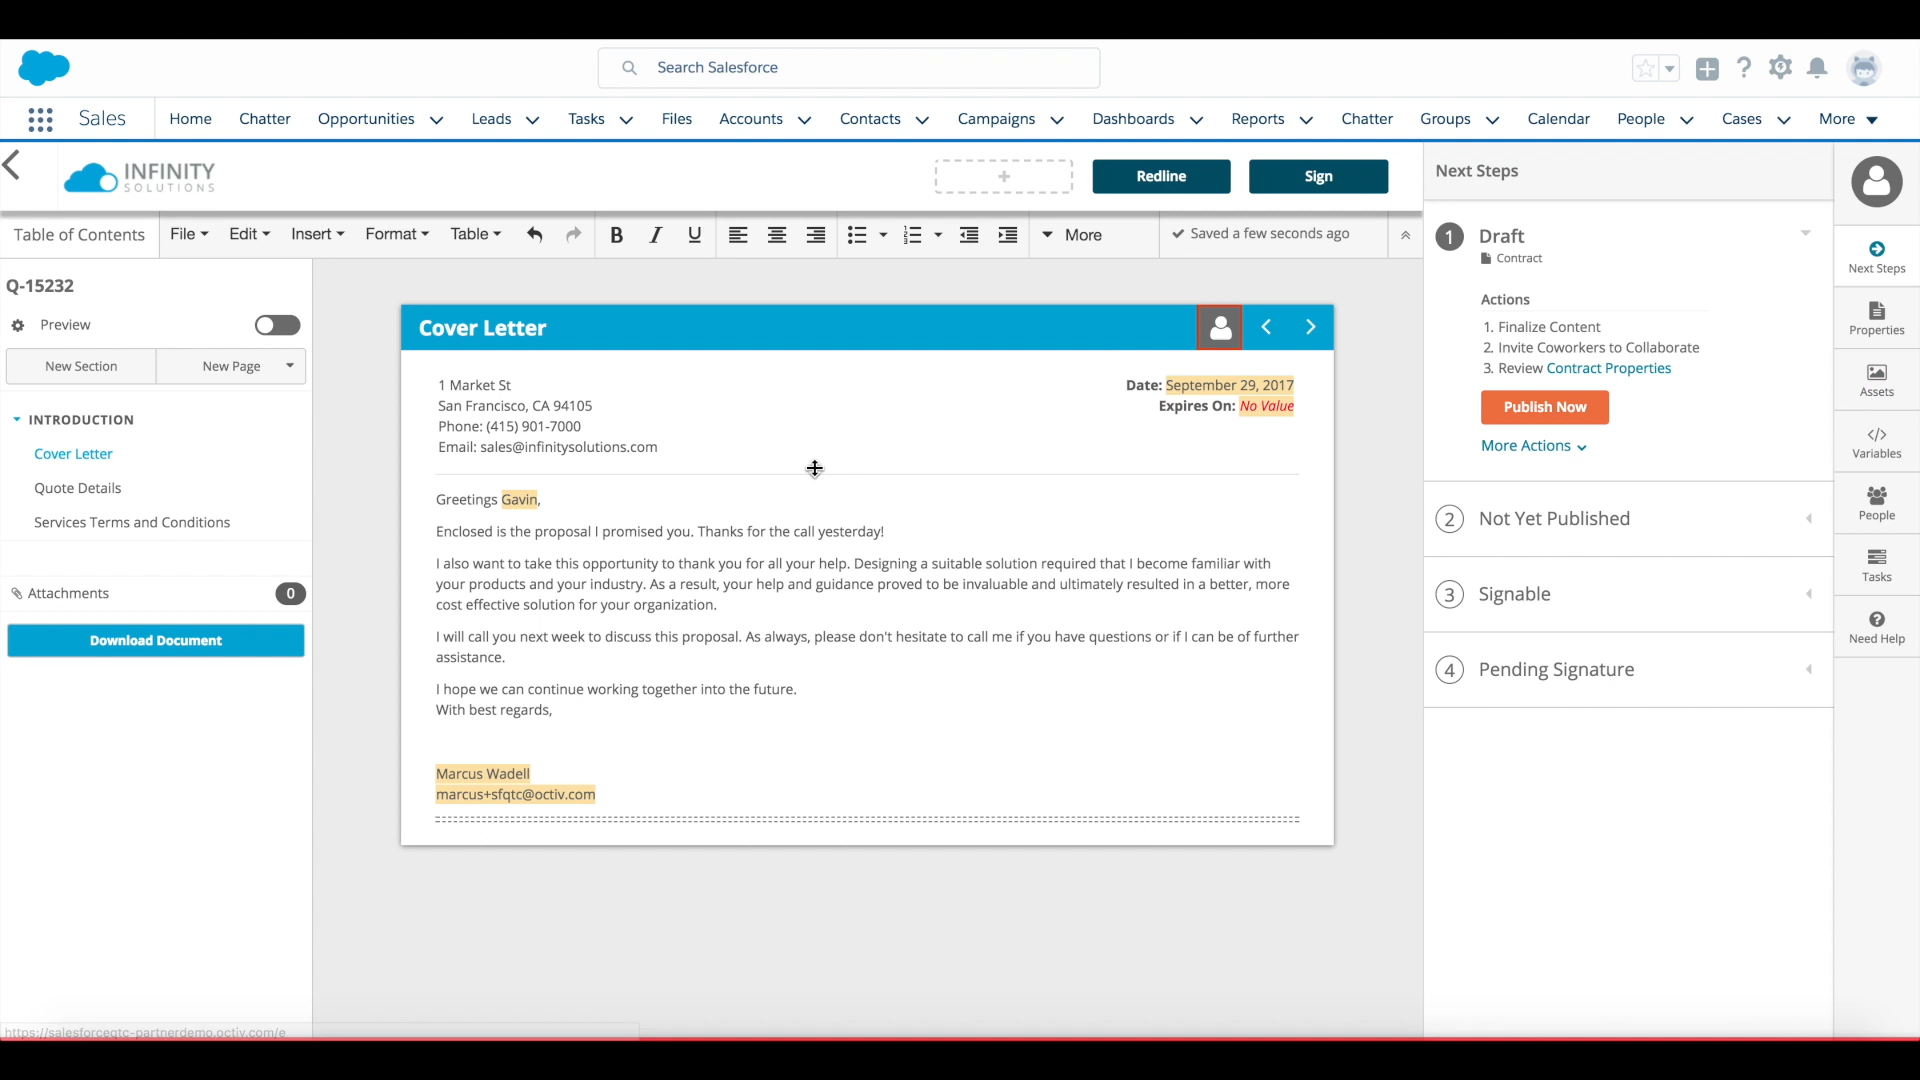 Search Salesforce
Sales
Home
Chatter
Opportunities
Leads
Tasks
Files
Accounts
Contacts
Campaigns
Dashboards
Reports
Chatter
Groups
Calendar
People
Cases
More
INFINITY
SOLUTIONS
+
Redline
Sign
Table of Contents
File
Edit
Insert
Format
Table
B
I
U
More
Saved a few seconds ago
Q-15232
Preview
New Section
New Page
INTRODUCTION
Cover Letter
Quote Details
Services Terms and Conditions
Attachments
0
Download Document
Cover Letter
1 Market St
San Francisco, CA 94105
Phone: (415) 901-7000
Email: sales@infinitysolutions.com
Date: September 29, 2017
Expires On: No Value
Greetings Gavin,
Enclosed is the proposal I promised you. Thanks for the call yesterday!
I also want to take this opportunity to thank you for all your help. Designing a suitable solution required that I become familiar with
your products and your industry. As a result, your help and guidance proved to be invaluable and ultimately resulted in a better, more
cost effective solution for your organization.
I will call you next week to discuss this proposal. As always, please don't hesitate to call me if you have questions or if I can be of further
assistance.
I hope we can continue working together into the future.
With best regards,
Marcus Wadell
marcus+sfqtc@octiv.com
Next Steps
1 Draft
Contract
Actions
1. Finalize Content
2. Invite Coworkers to Collaborate
3. Review Contract Properties
Publish Now
More Actions
2 Not Yet Published
3 Signable
4 Pending Signature
Next Steps
Properties
Assets
Variables
People
Tasks
Need Help
https://salesforceqtc-partnerdemo.octiv.com/e